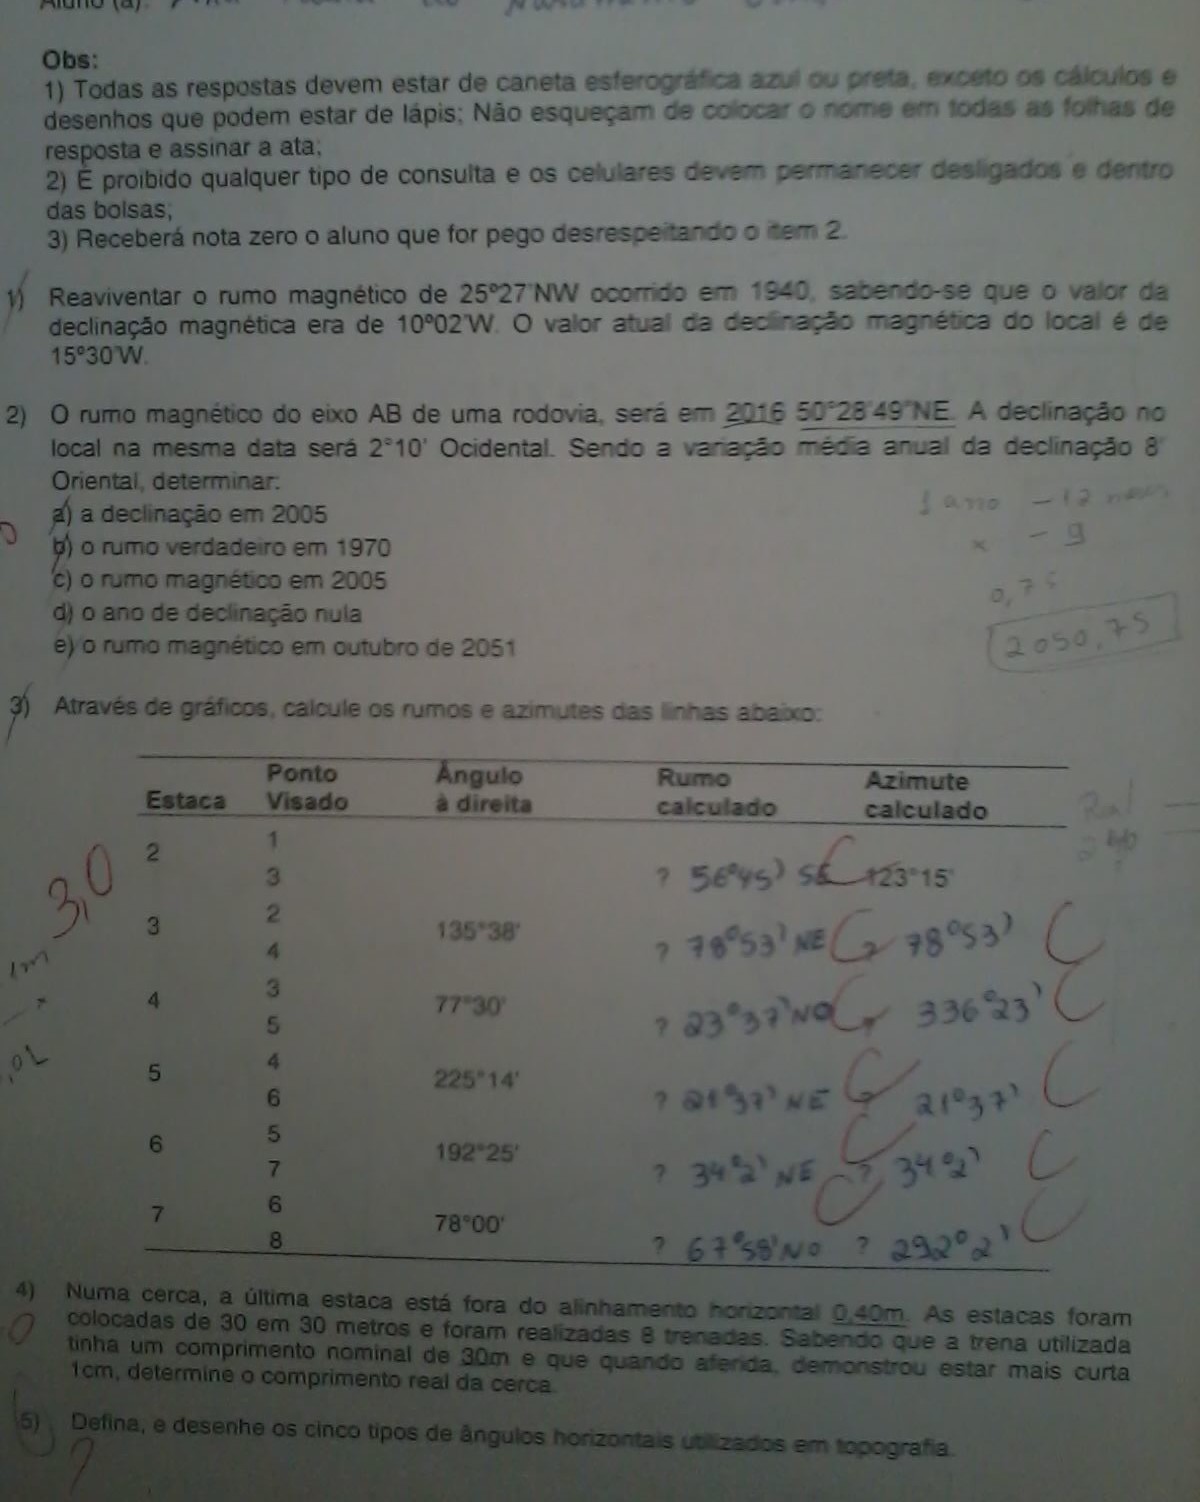 Aluno (a):
Obs:
1) Todas as respostas devem estar de caneta esferográfica azul ou preta, exceto os cálculos e
desenhos que podem estar de lápis; Não esqueçam de colocar o nome em todas as folhas de
resposta e assinar a ata;
2) É proibido qualquer tipo de consulta e os celulares devem permanecer desligados e dentro
das bolsas;
3) Receberá nota zero o aluno que for pego desrespeitando o item 2.
1) Reaviventar o rumo magnético de 25º27'NW ocorrido em 1940, sabendo-se que o valor da
declinação magnética era de 10º02'W. O valor atual da declinação magnética do local é de
15º30'W.
2) O rumo magnético do eixo AB de uma rodovia, será em 2016 50°28'49"NE. A declinação no
local na mesma data será 2°10' Ocidental. Sendo a variação média anual da declinação 8'
Oriental, determinar:
a) a declinação em 2005
1 ano - 12 meses
b) o rumo verdadeiro em 1970
x - 9
c) o rumo magnético em 2005
0,75
d) o ano de declinação nula
e) o rumo magnético em outubro de 2051
2050,75
3) Através de gráficos, calcule os rumos e azimutes das linhas abaixo:
Ponto Ângulo Rumo Azimute
Estaca Visado à direita calculado calculado
2 1
3 ? 56°45' SE 123°15'
3,0
3 2 135°38'
4 ? 78°53' NE ? 78°53'
1m
4 3 77°30'
5 ? 23°37' NO ? 336°23'
5 4 225°14'
6 ? 21°37' NE ? 21°37'
6 5 192°25'
7 ? 34°2' NE ? 34°2'
7 6 78°00'
8 ? 67°58' NO ? 292°2'
4) Numa cerca, a última estaca está fora do alinhamento horizontal 0,40m. As estacas foram
colocadas de 30 em 30 metros e foram realizadas 8 trenadas. Sabendo que a trena utilizada
tinha um comprimento nominal de 30m e que quando aferida, demonstrou estar mais curta
1cm, determine o comprimento real da cerca.
5) Defina, e desenhe os cinco tipos de ângulos horizontais utilizados em topografia.
?